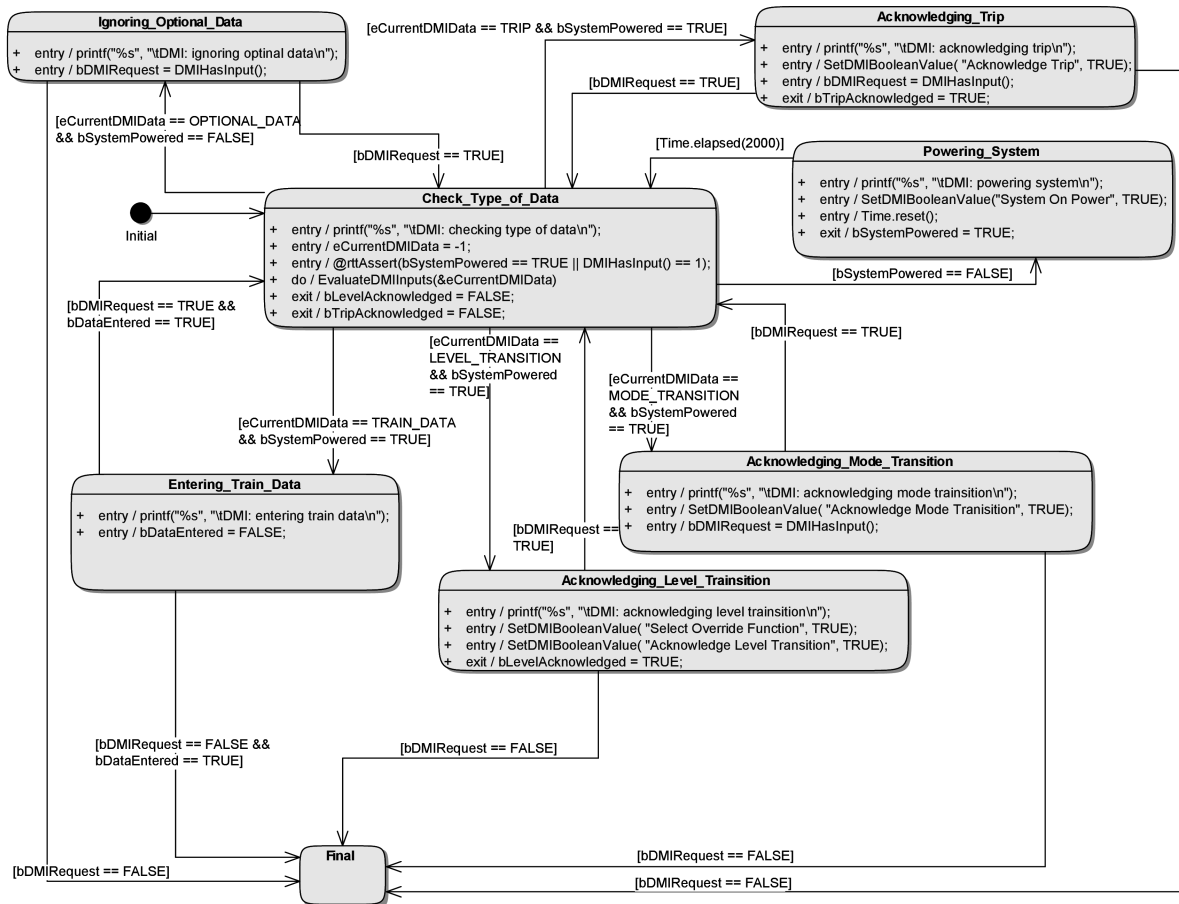 Ignoring_Optional_Data
+ entry / printf("%s", "\tDMI: ignoring optinal data\n");
+ entry / bDMIRequest = DMIHasInput();
[eCurrentDMIData == TRIP && bSystemPowered == TRUE]
Acknowledging_Trip
+ entry / printf("%s", "\tDMI: acknowledging trip\n");
+ entry / SetDMIBooleanValue( "Acknowledge Trip", TRUE);
+ entry / bDMIRequest = DMIHasInput();
+ exit / bTripAcknowledged = TRUE;
[bDMIRequest == TRUE]
[eCurrentDMIData == OPTIONAL_DATA
&& bSystemPowered == FALSE]
[bDMIRequest == TRUE]
[Time.elapsed(2000)]
Powering_System
+ entry / printf("%s", "\tDMI: powering system\n");
+ entry / SetDMIBooleanValue("System On Power", TRUE);
+ entry / Time.reset();
+ exit / bSystemPowered = TRUE;
Initial
Check_Type_of_Data
+ entry / printf("%s", "\tDMI: checking type of data\n");
+ entry / eCurrentDMIData = -1;
+ entry / @rttAssert(bSystemPowered == TRUE || DMIHasInput() == 1);
+ do / EvaluateDMIInputs(&eCurrentDMIData)
+ exit / bLevelAcknowledged = FALSE;
+ exit / bTripAcknowledged = FALSE;
[bSystemPowered == FALSE]
[bDMIRequest == TRUE &&
bDataEntered == TRUE]
[bDMIRequest == TRUE]
[eCurrentDMIData ==
LEVEL_TRANSITION
&& bSystemPowered
== TRUE]
[eCurrentDMIData ==
MODE_TRANSITION
&& bSystemPowered
== TRUE]
[eCurrentDMIData == TRAIN_DATA
&& bSystemPowered == TRUE]
Entering_Train_Data
+ entry / printf("%s", "\tDMI: entering train data\n");
+ entry / bDataEntered = FALSE;
Acknowledging_Mode_Transition
+ entry / printf("%s", "\tDMI: acknowledging mode transition\n");
+ entry / SetDMIBooleanValue( "Acknowledge Mode Tranisition", TRUE);
+ entry / bDMIRequest = DMIHasInput();
[bDMIRequest ==
TRUE]
Acknowledging_Level_Trainsition
+ entry / printf("%s", "\tDMI: acknowledging level trainsition\n");
+ entry / SetDMIBooleanValue( "Select Override Function", TRUE);
+ entry / SetDMIBooleanValue( "Acknowledge Level Transition", TRUE);
+ exit / bLevelAcknowledged = TRUE;
[bDMIRequest == FALSE &&
bDataEntered == TRUE]
[bDMIRequest == FALSE]
Final
[bDMIRequest == FALSE]
[bDMIRequest == FALSE]
[bDMIRequest == FALSE]